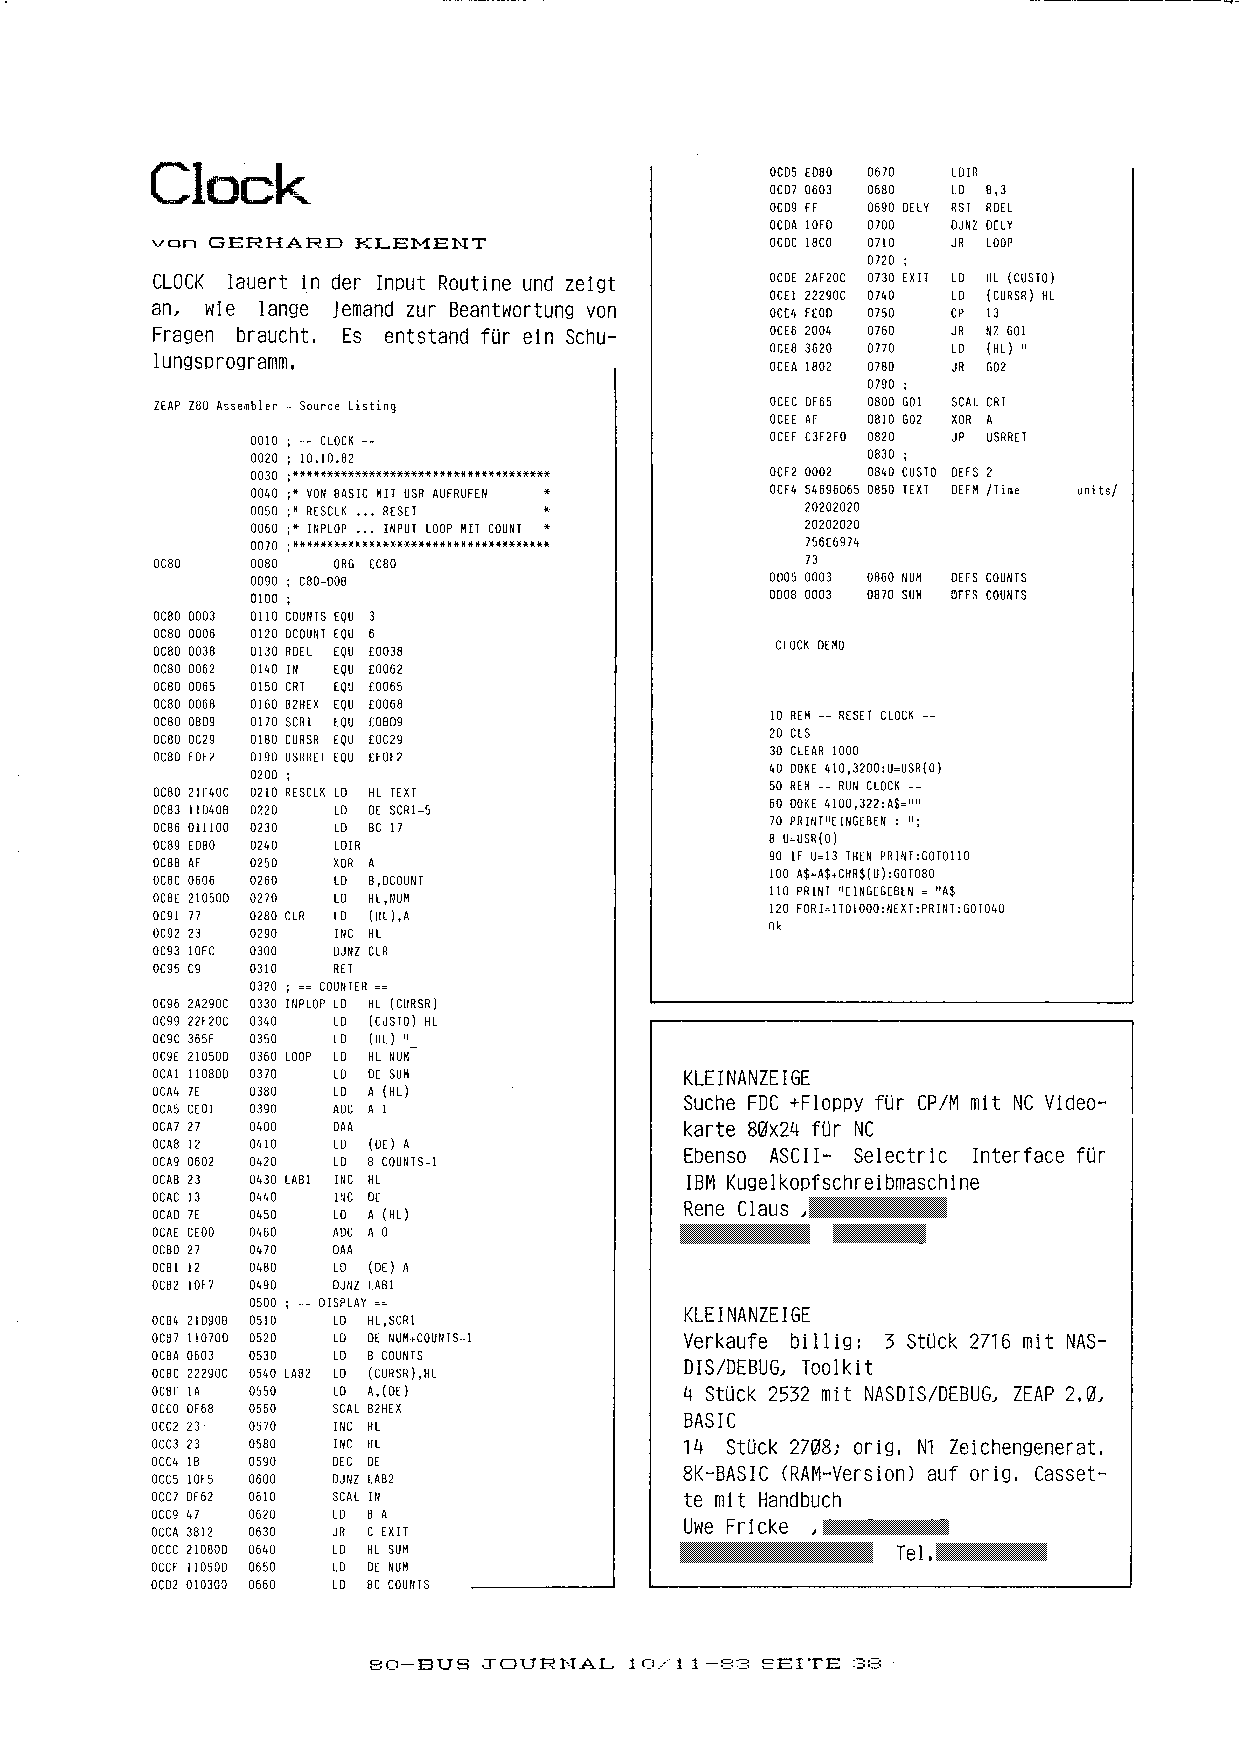 Clock
von GERHARD KLEMENT
CLOCK lauert in der Input Routine und zeigt
an, wie lange jemand zur Beantwortung von
Fragen braucht. Es entstand für ein Schu-
lungsprogramm.
ZEAP Z80 Assembler - Source Listing
0010 ; -- CLOCK --
0020 ; 10.10.82
0030 ;*************************************
0040 ;* VON BASIC MIT USR AUFRUFEN *
0050 ;* RESCLK ... RESET *
0060 ;* INPLOP ... INPUT LOOP MIT COUNT *
0070 ;*************************************
0C80 0080 ORG £C80
0090 ; C80-D08
0100 ;
0C80 0003 0110 COUNTS EQU 3
0C80 0006 0120 DCOUNT EQU 6
0C80 0038 0130 RDEL EQU £0038
0C80 0062 0140 IN EQU £0062
0C80 0065 0150 CRT EQU £0065
0C80 0068 0160 B2HEX EQU £0068
0C80 0BD9 0170 SCR1 EQU £0BD9
0C80 0C29 0180 CURSR EQU £0C29
0C80 F0F2 0190 USRRET EQU £F0F2
0200 ;
0C80 21F40C 0210 RESCLK LD HL TEXT
0C83 11D40B 0220 LD DE SCR1-5
0C86 011100 0230 LD BC 17
0C89 EDB0 0240 LDIR
0C8B AF 0250 XOR A
0C8C 0606 0260 LD B,DCOUNT
0C8E 21050D 0270 LD HL,NUM
0C91 77 0280 CLR LD (HL),A
0C92 23 0290 INC HL
0C93 10FC 0300 DJNZ CLR
0C95 C9 0310 RET
0320 ; == COUNTER ==
0C96 2A290C 0330 INPLOP LD HL (CURSR)
0C99 22F20C 0340 LD (CUSTO) HL
0C9C 365F 0350 LD (HL) "_
0C9E 21050D 0360 LOOP LD HL NUM
0CA1 11080D 0370 LD DE SUM
0CA4 7E 0380 LD A (HL)
0CA5 CE01 0390 ADC A 1
0CA7 27 0400 DAA
0CA8 12 0410 LD (DE) A
0CA9 0602 0420 LD B COUNTS-1
0CAB 23 0430 LAB1 INC HL
0CAC 13 0440 INC DE
0CAD 7E 0450 LD A (HL)
0CAE CE00 0460 ADC A 0
0CB0 27 0470 DAA
0CB1 12 0480 LD (DE) A
0CB2 10F7 0490 DJNZ LAB1
0500 ; -- DISPLAY ==
0CB4 21D90B 0510 LD HL,SCR1
0CB7 11070D 0520 LD DE NUM+COUNTS-1
0CBA 0603 0530 LD B COUNTS
0CBC 22290C 0540 LAB2 LD (CURSR),HL
0CBF 1A 0550 LD A,(DE)
0CC0 DF68 0560 SCAL B2HEX
0CC2 23 0570 INC HL
0CC3 23 0580 INC HL
0CC4 1B 0590 DEC DE
0CC5 10F5 0600 DJNZ LAB2
0CC7 DF62 0610 SCAL IN
0CC9 47 0620 LD B A
0CCA 3812 0630 JR C EXIT
0CCC 21080D 0640 LD HL SUM
0CCF 11050D 0650 LD DE NUM
0CD2 010300 0660 LD BC COUNTS
0CD5 EDB0 0670 LDIR
0CD7 0603 0680 LD B,3
0CD9 FF 0690 DELY RST RDEL
0CDA 10FD 0700 DJNZ DELY
0CDC 18C0 0710 JR LOOP
0720 ;
0CDE 2AF20C 0730 EXIT LD HL (CUSTO)
0CE1 22290C 0740 LD (CURSR) HL
0CE4 FE0D 0750 CP 13
0CE6 2004 0760 JR NZ GO1
0CE8 3620 0770 LD (HL) "
0CEA 1802 0780 JR GO2
0790 ;
0CEC DF65 0800 GO1 SCAL CRT
0CEE AF 0810 GO2 XOR A
0CEF C3F2F0 0820 JP USRRET
0830 ;
0CF2 0002 0840 CUSTO DEFS 2
0CF4 54696D65 0850 TEXT DEFM /Time units/
20202020
20202020
756E6974
73
0D05 0003 0860 NUM DEFS COUNTS
0D08 0003 0870 SUM DEFS COUNTS
CLOCK DEMO
10 REM -- RESET CLOCK --
20 CLS
30 CLEAR 1000
40 DOKE 410,3200:U=USR(0)
50 REM -- RUN CLOCK --
60 DOKE 4100,322:A$=""
70 PRINT"EINGEBEN : ";
8 U=USR(0)
90 IF U=13 THEN PRINT:GOTO110
100 A$=A$+CHR$(U):GOTO80
110 PRINT "EINGEGEBEN = "A$
120 FORI=1TO1000:NEXT:PRINT:GOTO40
Ok
KLEINANZEIGE
Suche FDC +Floppy für CP/M mit NC Video-
karte 80x24 für NC
Ebenso ASCII- Selectric Interface für
IBM Kugelkopfschreibmaschine
Rene Claus ,
KLEINANZEIGE
Verkaufe billig: 3 Stück 2716 mit NAS-
DIS/DEBUG, Toolkit
4 Stück 2532 mit NASDIS/DEBUG, ZEAP 2.0,
BASIC
14 Stück 2708; orig. N1 Zeichengenerat.
8K-BASIC (RAM-Version) auf orig. Casset-
te mit Handbuch
Uwe Fricke ,
Tel.
80-BUS JOURNAL 10/11-83 SEITE 38